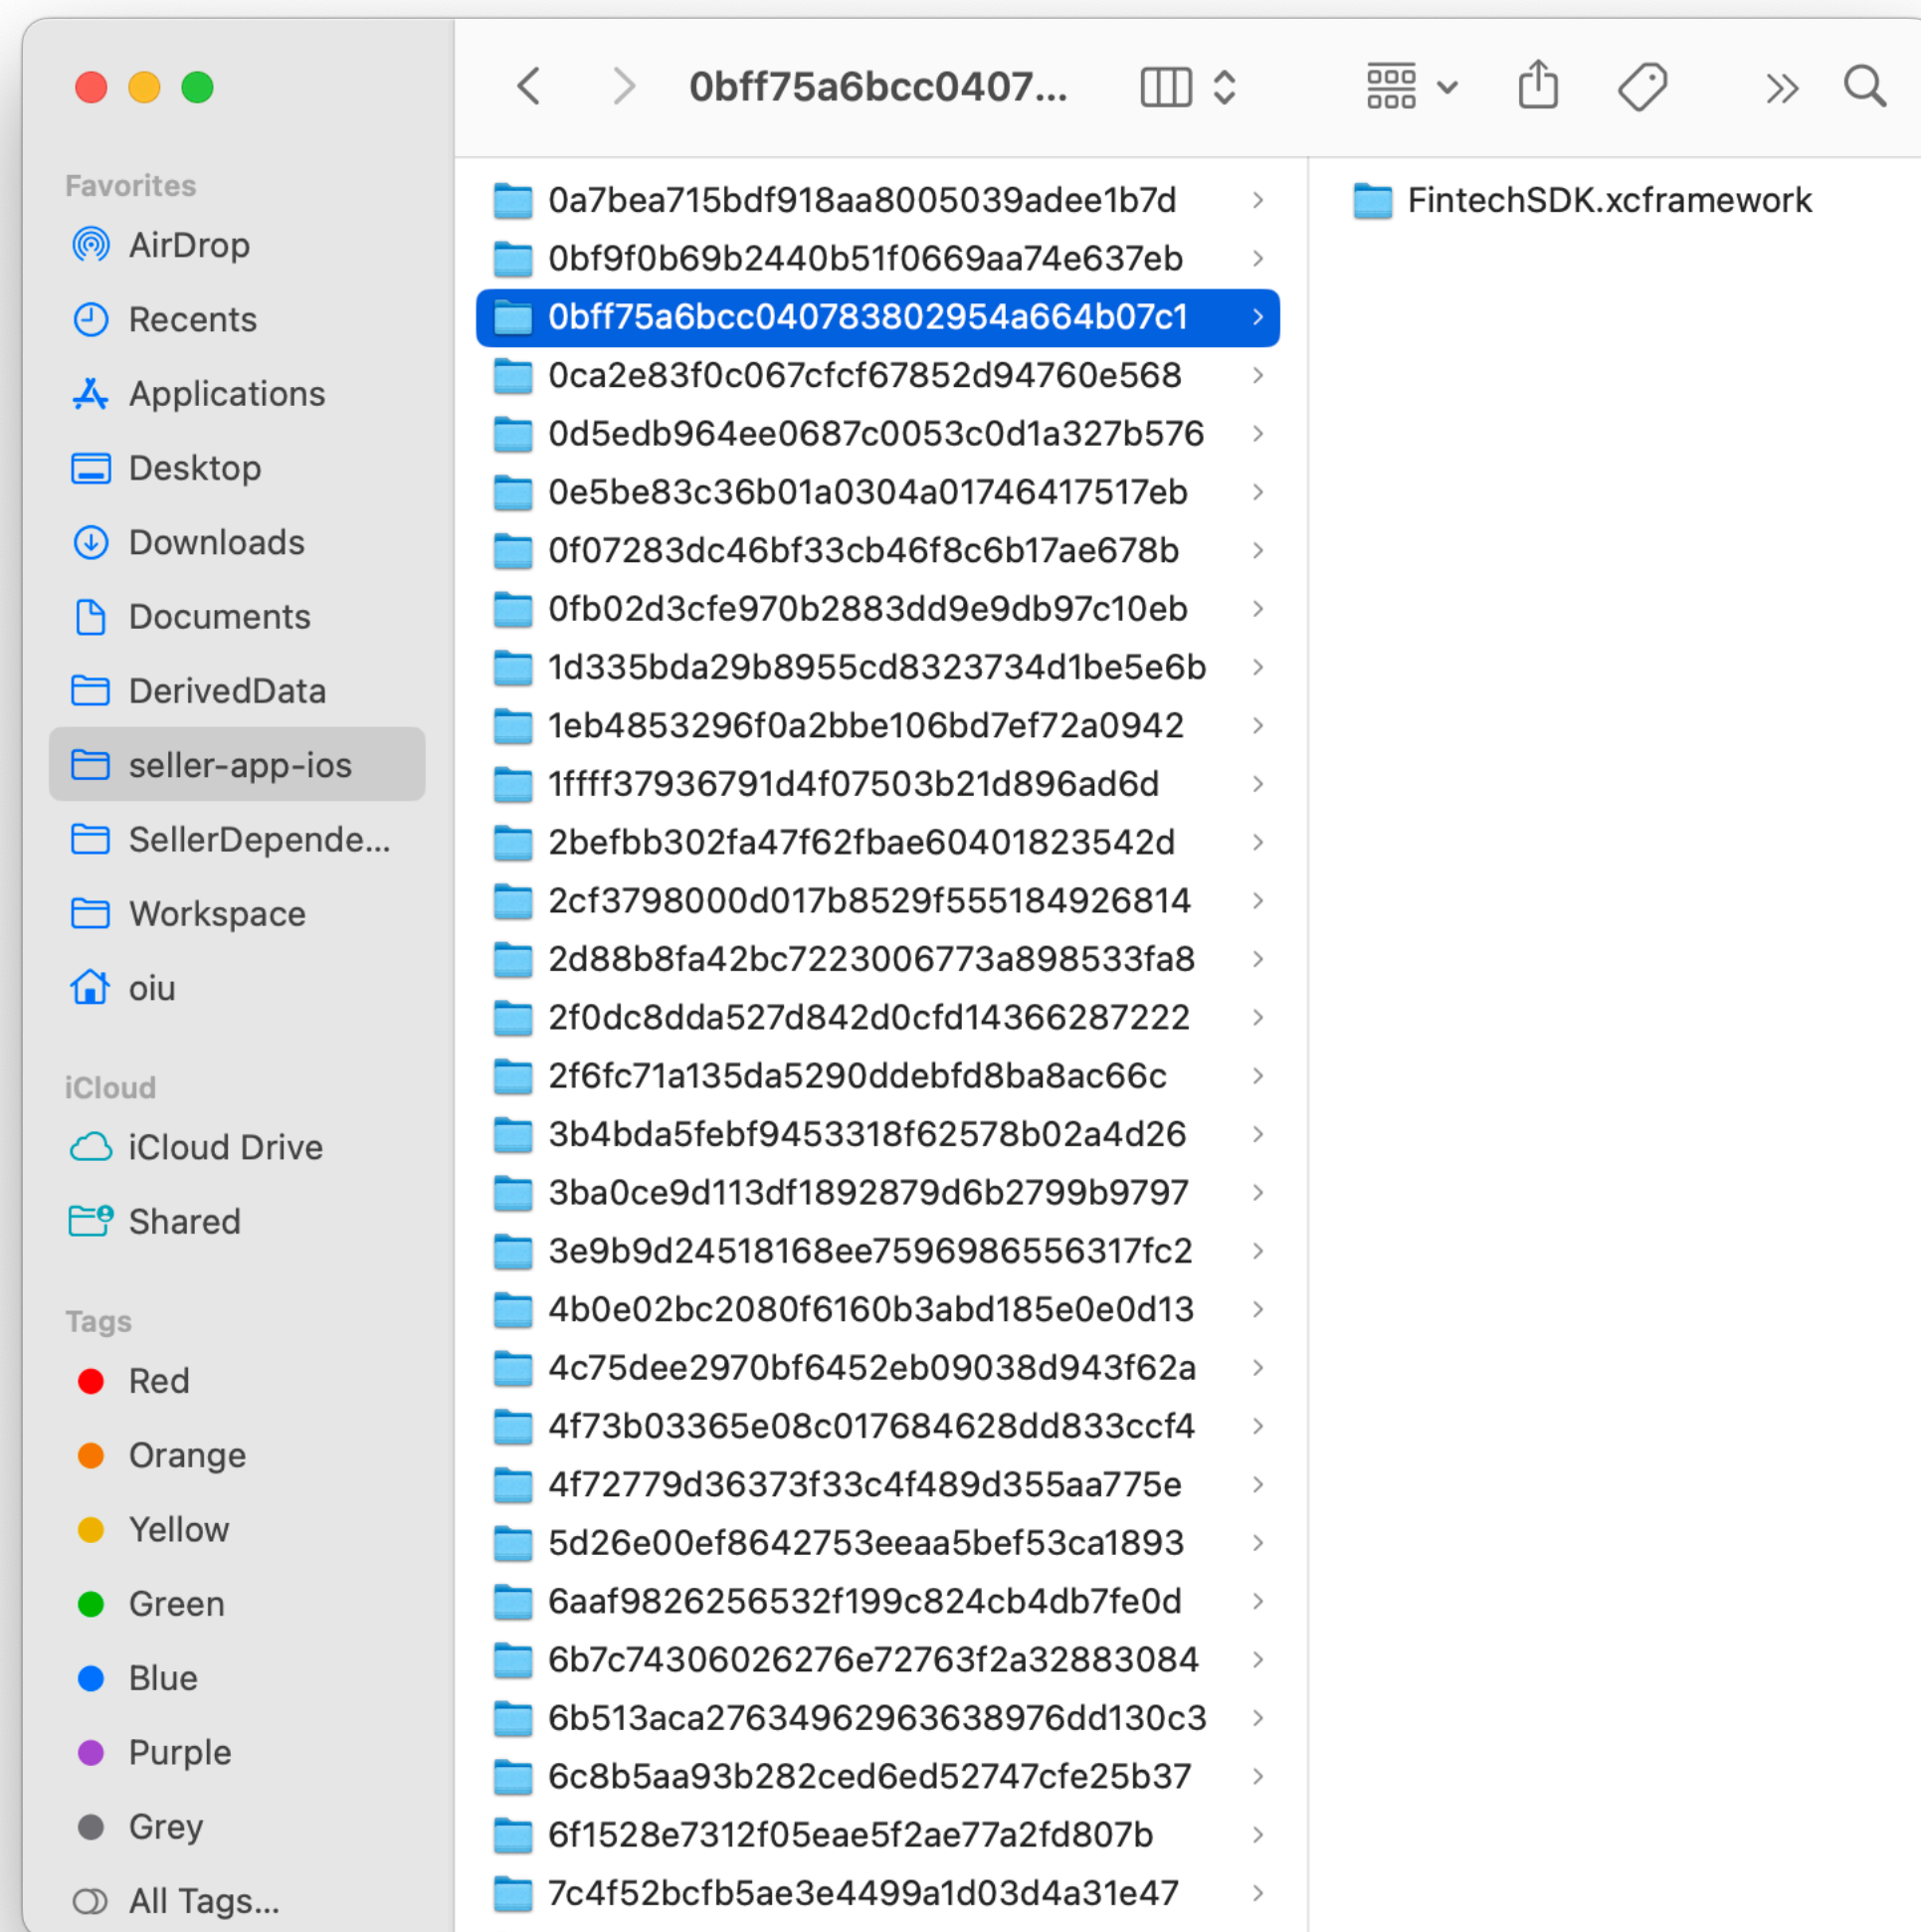 0bff75a6bcc0407...
Favorites
AirDrop
Recents
Applications
Desktop
Downloads
Documents
DerivedData
seller-app-ios
SellerDepende...
Workspace
oiu
iCloud
iCloud Drive
Shared
Tags
Red
Orange
Yellow
Green
Blue
Purple
Grey
All Tags...
0a7bea715bdf918aa8005039adee1b7d
0bf9f0b69b2440b51f0669aa74e637eb
0bff75a6bcc040783802954a664b07c1
0ca2e83f0c067cfcf67852d94760e568
0d5edb964ee0687c0053c0d1a327b576
0e5be83c36b01a0304a01746417517eb
0f07283dc46bf33cb46f8c6b17ae678b
0fb02d3cfe970b2883dd9e9db97c10eb
1d335bda29b8955cd8323734d1be5e6b
1eb4853296f0a2bbe106bd7ef72a0942
1ffff37936791d4f07503b21d896ad6d
2befbb302fa47f62fbae60401823542d
2cf3798000d017b8529f555184926814
2d88b8fa42bc7223006773a898533fa8
2f0dc8dda527d842d0cfd14366287222
2f6fc71a135da5290ddebfd8ba8ac66c
3b4bda5febf9453318f62578b02a4d26
3ba0ce9d113df1892879d6b2799b9797
3e9b9d24518168ee7596986556317fc2
4b0e02bc2080f6160b3abd185e0e0d13
4c75dee2970bf6452eb09038d943f62a
4f73b03365e08c017684628dd833ccf4
4f72779d36373f33c4f489d355aa775e
5d26e00ef8642753eeaa5bef53ca1893
6aaf9826256532f199c824cb4db7fe0d
6b7c74306026276e72763f2a32883084
6b513aca27634962963638976dd130c3
6c8b5aa93b282ced6ed52747cfe25b37
6f1528e7312f05eae5f2ae77a2fd807b
7c4f52bcfb5ae3e4499a1d03d4a31e47
FintechSDK.xcframework